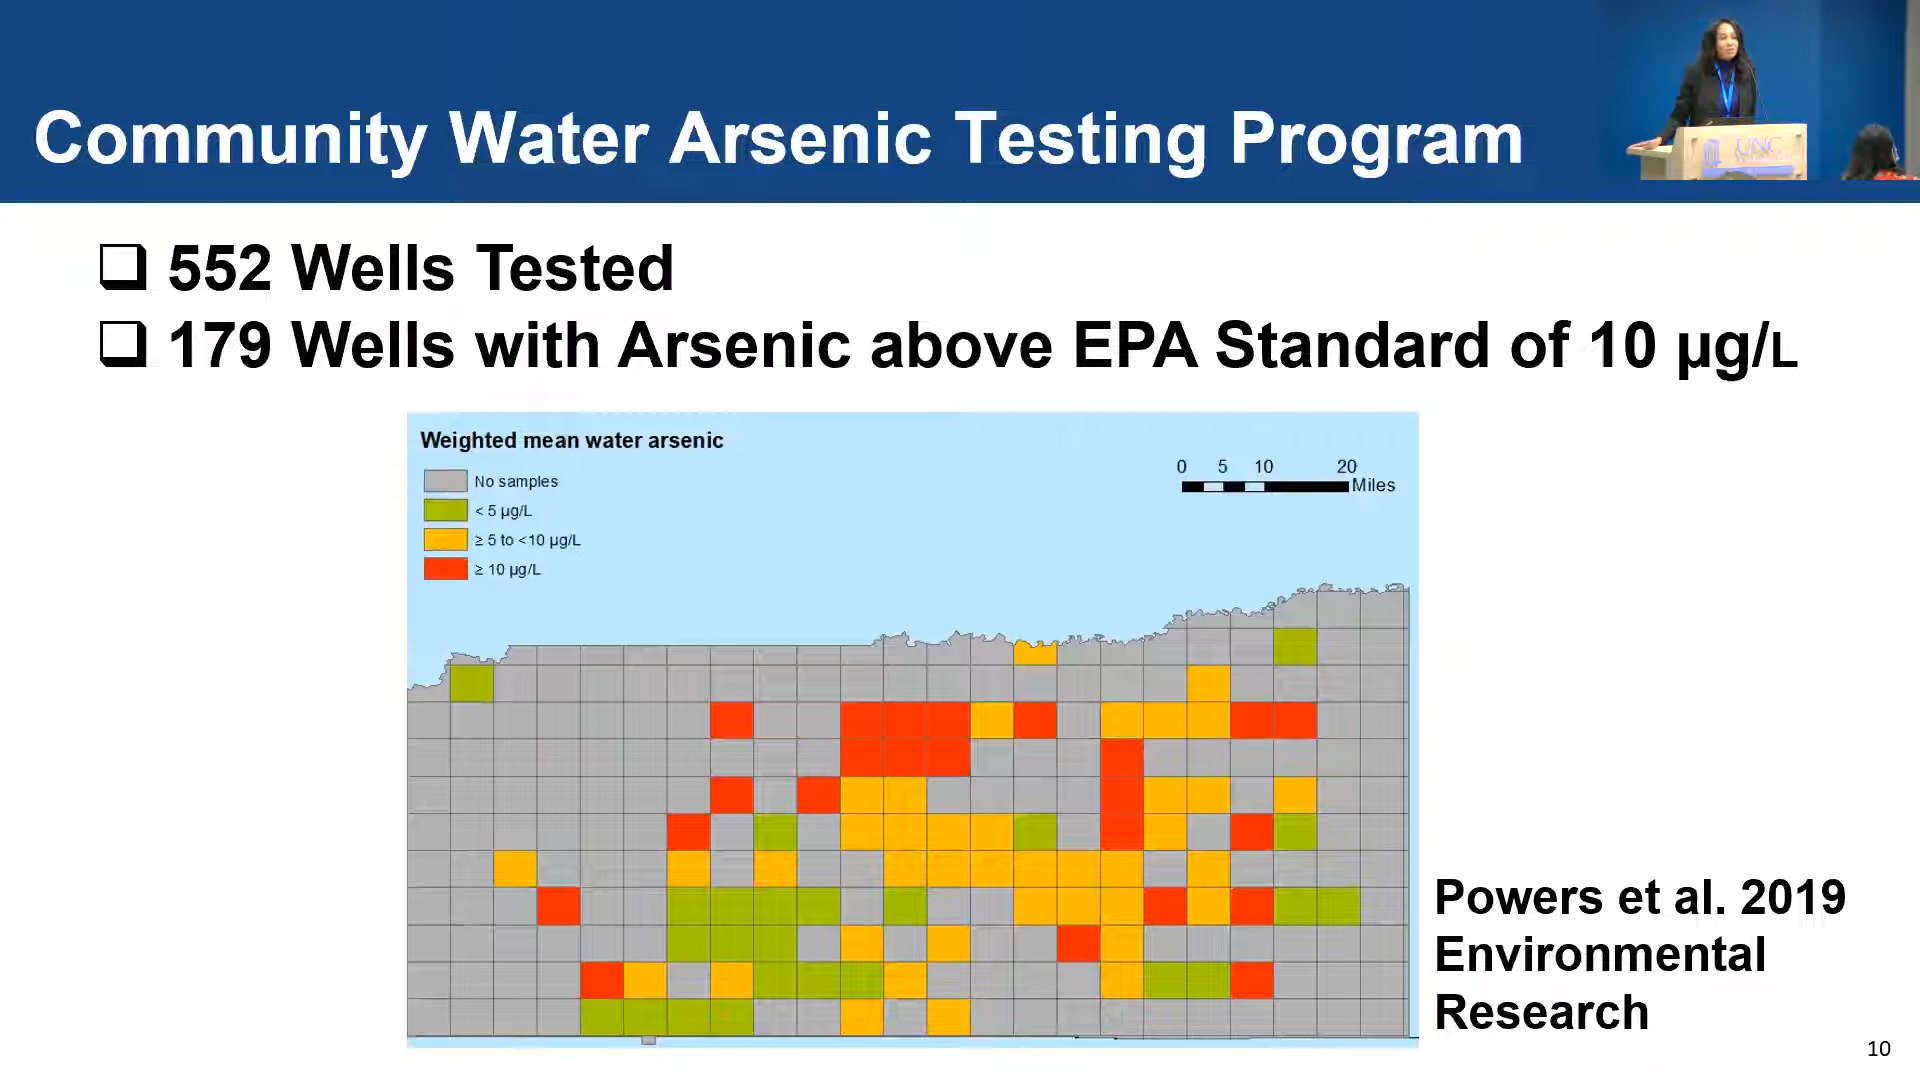 Community Water Arsenic Testing Program
UNC
❑ 552 Wells Tested
❑ 179 Wells with Arsenic above EPA Standard of 10 µg/L
Weighted mean water arsenic
No samples
< 5 µg/L
≥ 5 to <10 µg/L
≥ 10 µg/L
0 5 10 20
Miles
Powers et al. 2019
Environmental
Research
10